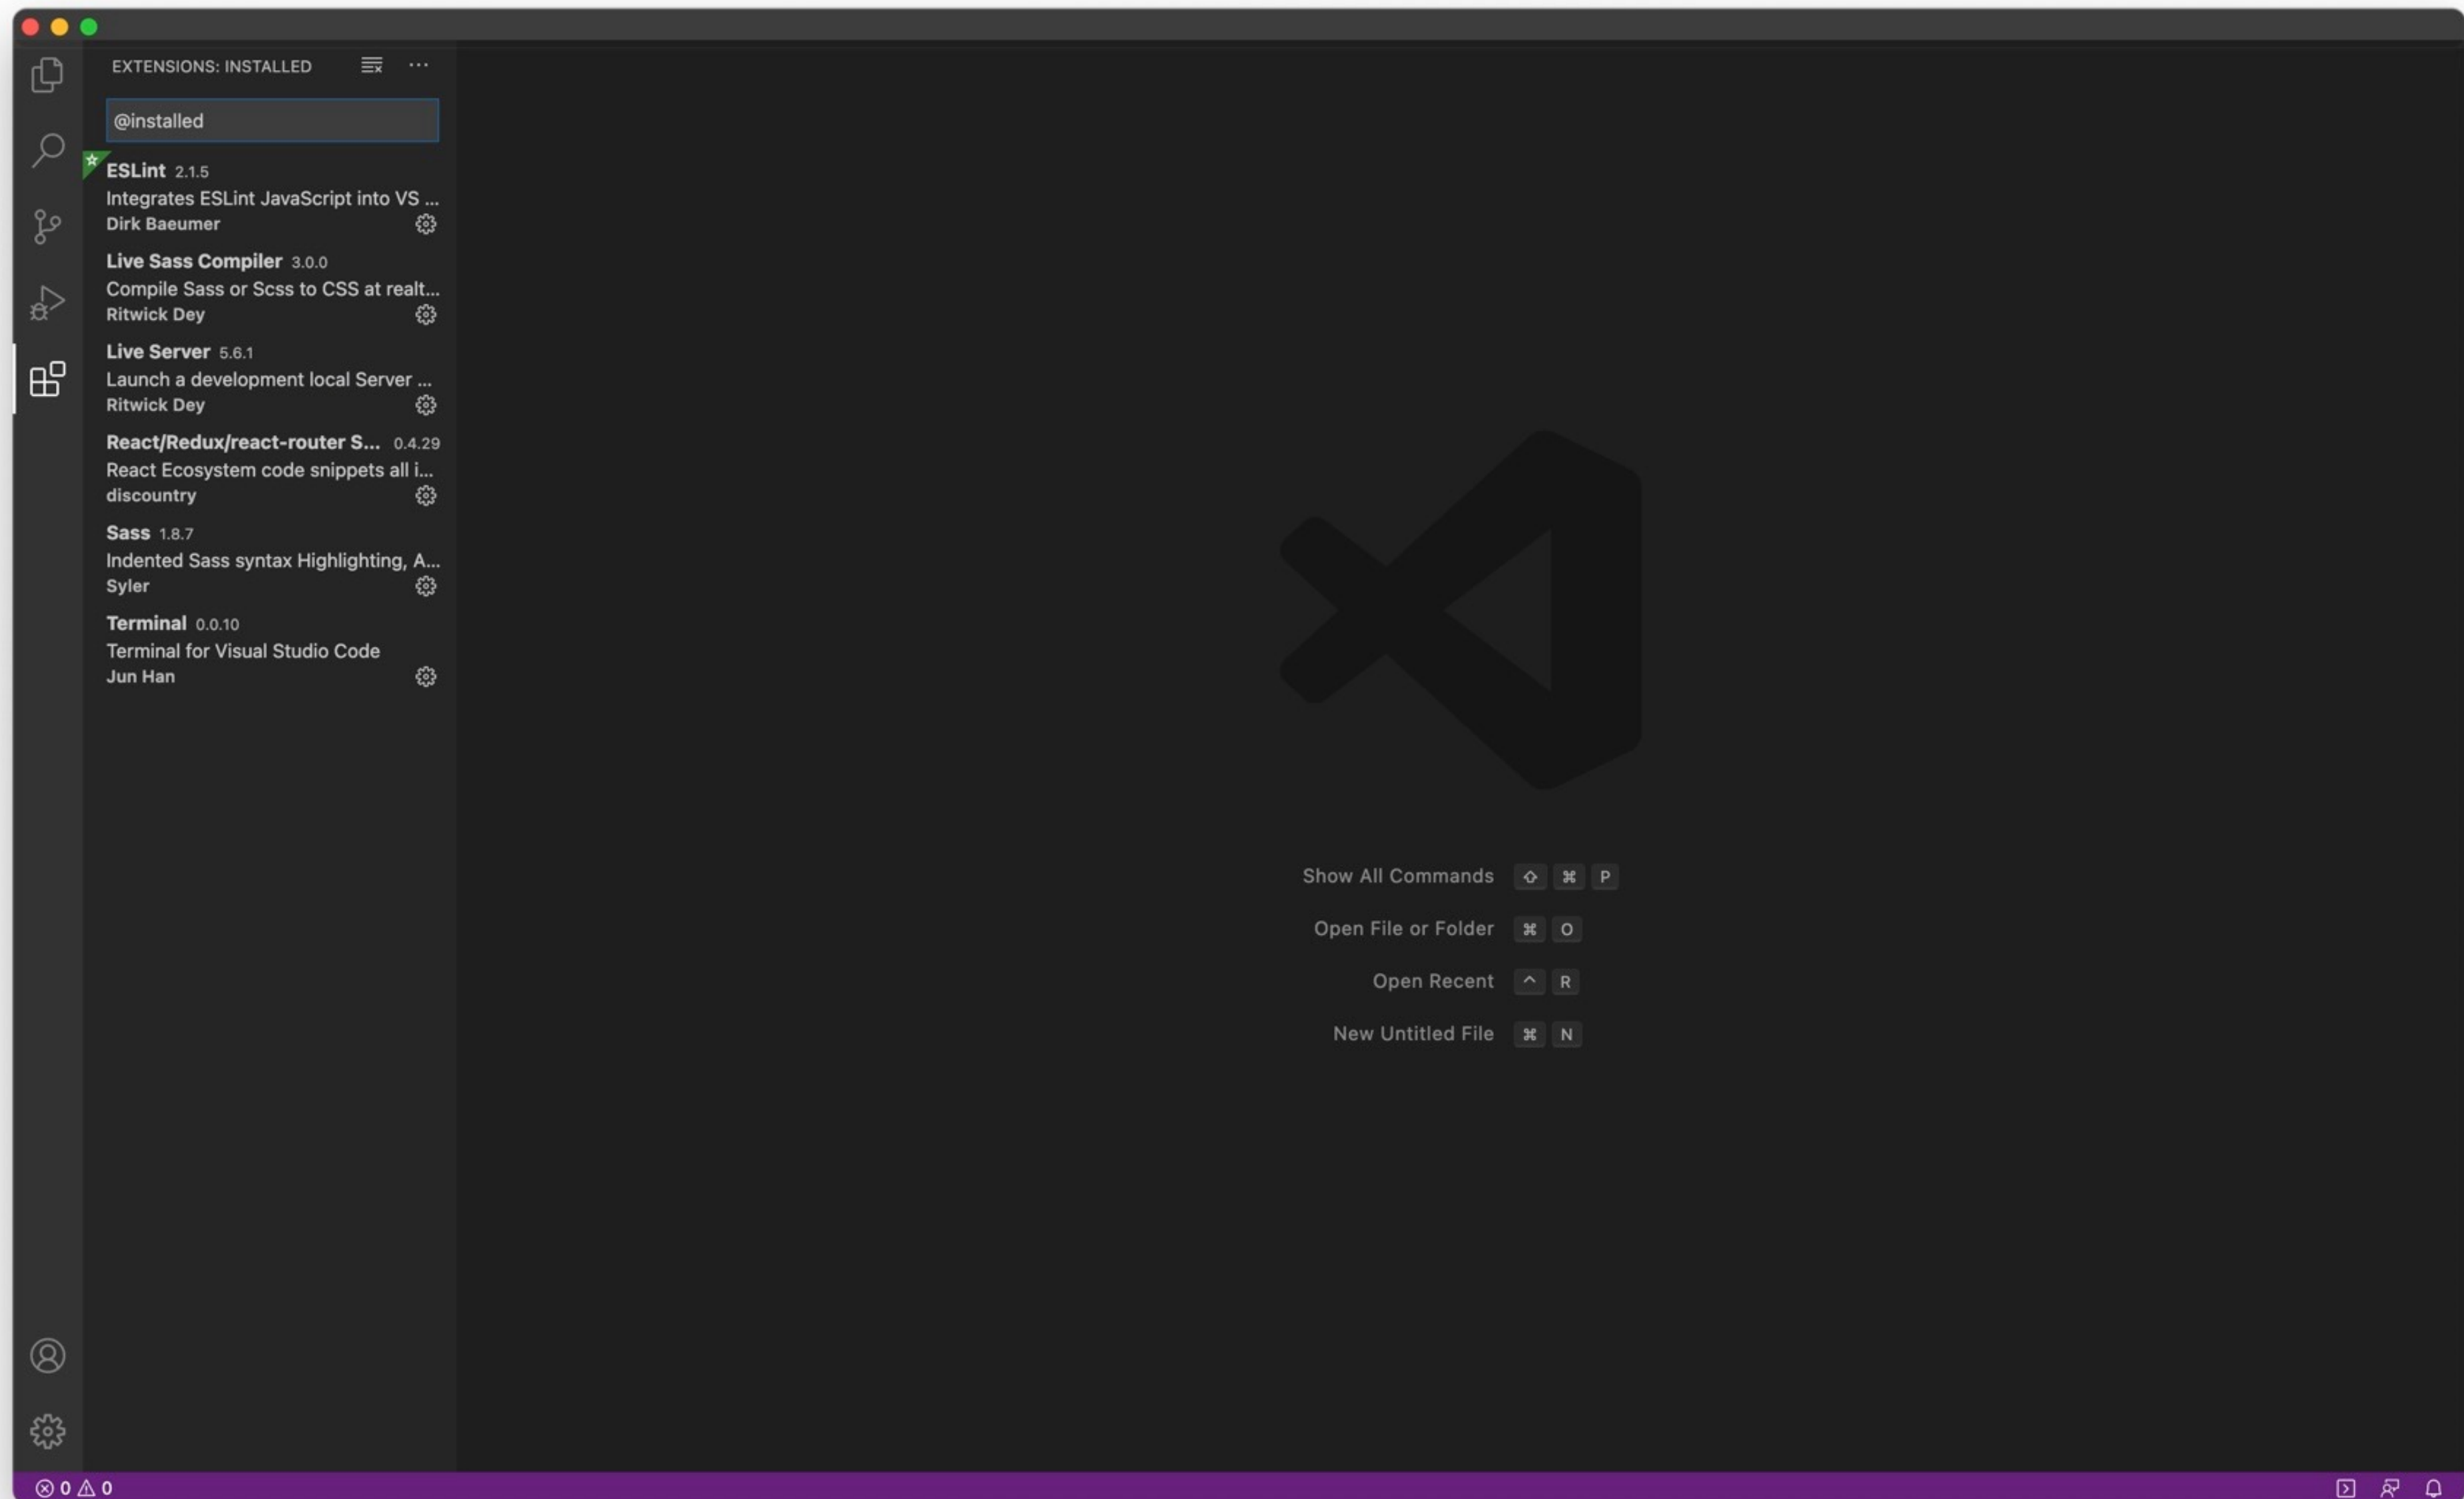 EXTENSIONS: INSTALLED
@installed
ESLint 2.1.5
Integrates ESLint JavaScript into VS ...
Dirk Baeumer
Live Sass Compiler 3.0.0
Compile Sass or Scss to CSS at realt...
Ritwick Dey
Live Server 5.6.1
Launch a development local Server ...
Ritwick Dey
React/Redux/react-router S... 0.4.29
React Ecosystem code snippets all i...
discountry
Sass 1.8.7
Indented Sass syntax Highlighting, A...
Syler
Terminal 0.0.10
Terminal for Visual Studio Code
Jun Han
Show All Commands ⇧ ⌘ P
Open File or Folder ⌘ O
Open Recent ^ R
New Untitled File ⌘ N
0 0